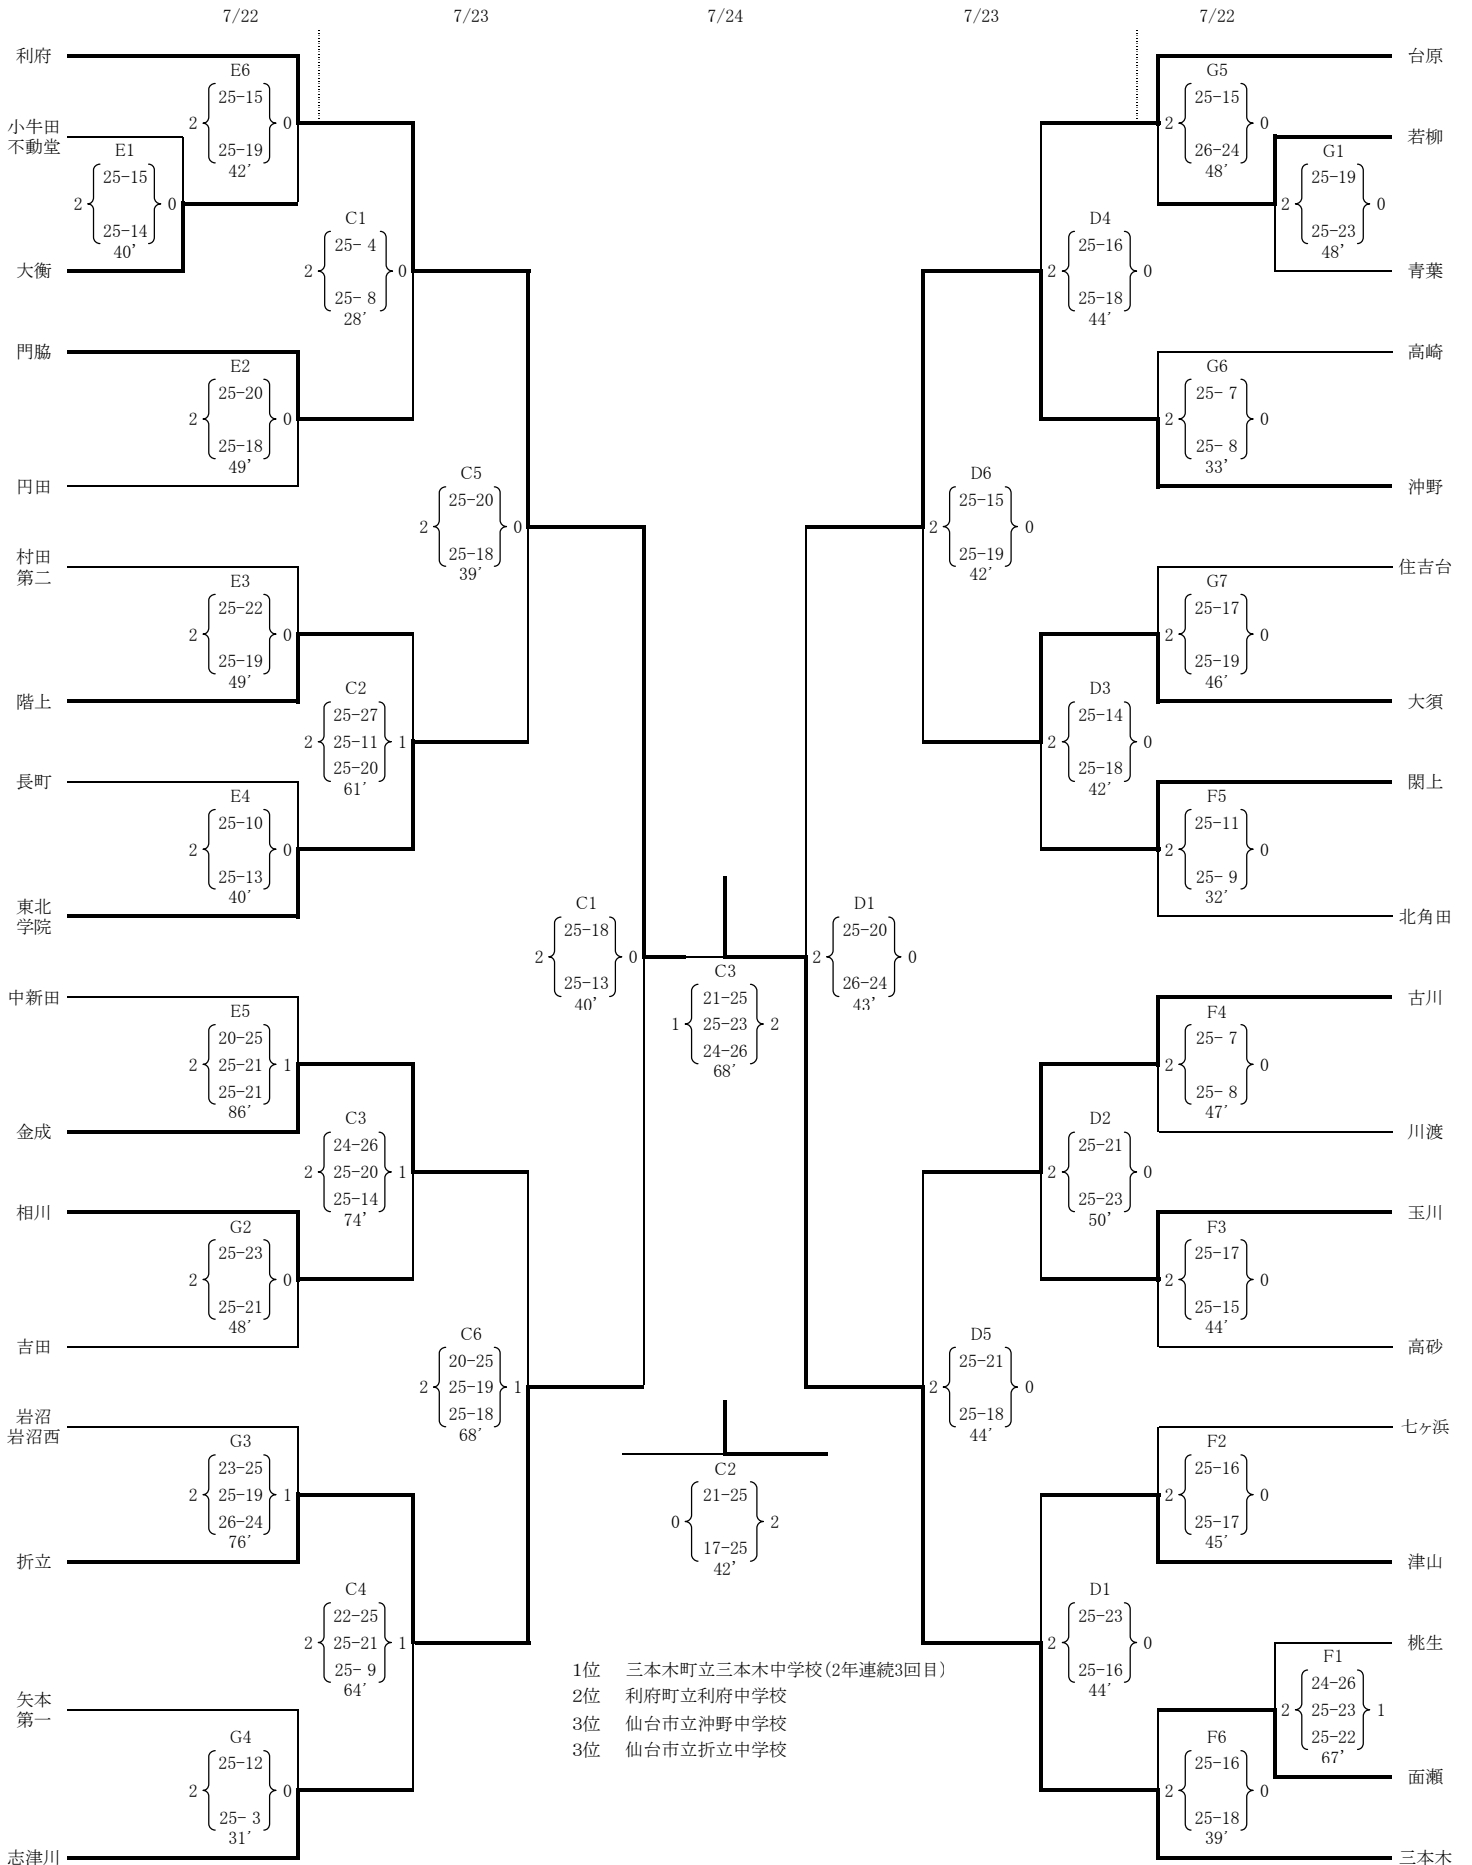 7/22
7/23
7/24
7/23
7/22
利府
E6
25-15
2 0
25-19
42'
小牛田
不動堂
E1
25-15
2 0
25-14
40'
大衡
C1
25- 4
2 0
25- 8
28'
門脇
E2
25-20
2 0
25-18
49'
円田
C5
25-20
2 0
25-18
39'
村田
第二
E3
25-22
2 0
25-19
49'
階上
C2
25-27
2 25-11 1
25-20
61'
長町
E4
25-10
2 0
25-13
40'
東北
学院
C1
25-18
2 0
25-13
40'
中新田
E5
20-25
2 25-21 1
25-21
86'
金成
C3
24-26
2 25-20 1
25-14
74'
相川
G2
25-23
2 0
25-21
48'
吉田
C6
20-25
2 25-19 1
25-18
68'
岩沼
岩沼西
G3
23-25
2 25-19 1
26-24
76'
折立
C4
22-25
2 25-21 1
25- 9
64'
矢本
第一
G4
25-12
2 0
25- 3
31'
志津川
C3
21-25
1 25-23 2
24-26
68'
C2
21-25
0 2
17-25
42'
1位 三本木町立三本木中学校(2年連続3回目)
2位 利府町立利府中学校
3位 仙台市立沖野中学校
3位 仙台市立折立中学校
台原
G5
25-15
2 0
26-24
48'
若柳
G1
25-19
2 0
25-23
48'
青葉
D4
25-16
2 0
25-18
44'
高崎
G6
25- 7
2 0
25- 8
33'
沖野
D6
25-15
2 0
25-19
42'
住吉台
G7
25-17
2 0
25-19
46'
大須
D3
25-14
2 0
25-18
42'
閖上
F5
25-11
2 0
25- 9
32'
北角田
D1
25-20
2 0
26-24
43'
古川
F4
25- 7
2 0
25- 8
47'
川渡
D2
25-21
2 0
25-23
50'
玉川
F3
25-17
2 0
25-15
44'
高砂
D5
25-21
2 0
25-18
44'
七ヶ浜
F2
25-16
2 0
25-17
45'
津山
D1
25-23
2 0
25-16
44'
桃生
F1
24-26
2 25-23 1
25-22
67'
面瀬
F6
25-16
2 0
25-18
39'
三本木